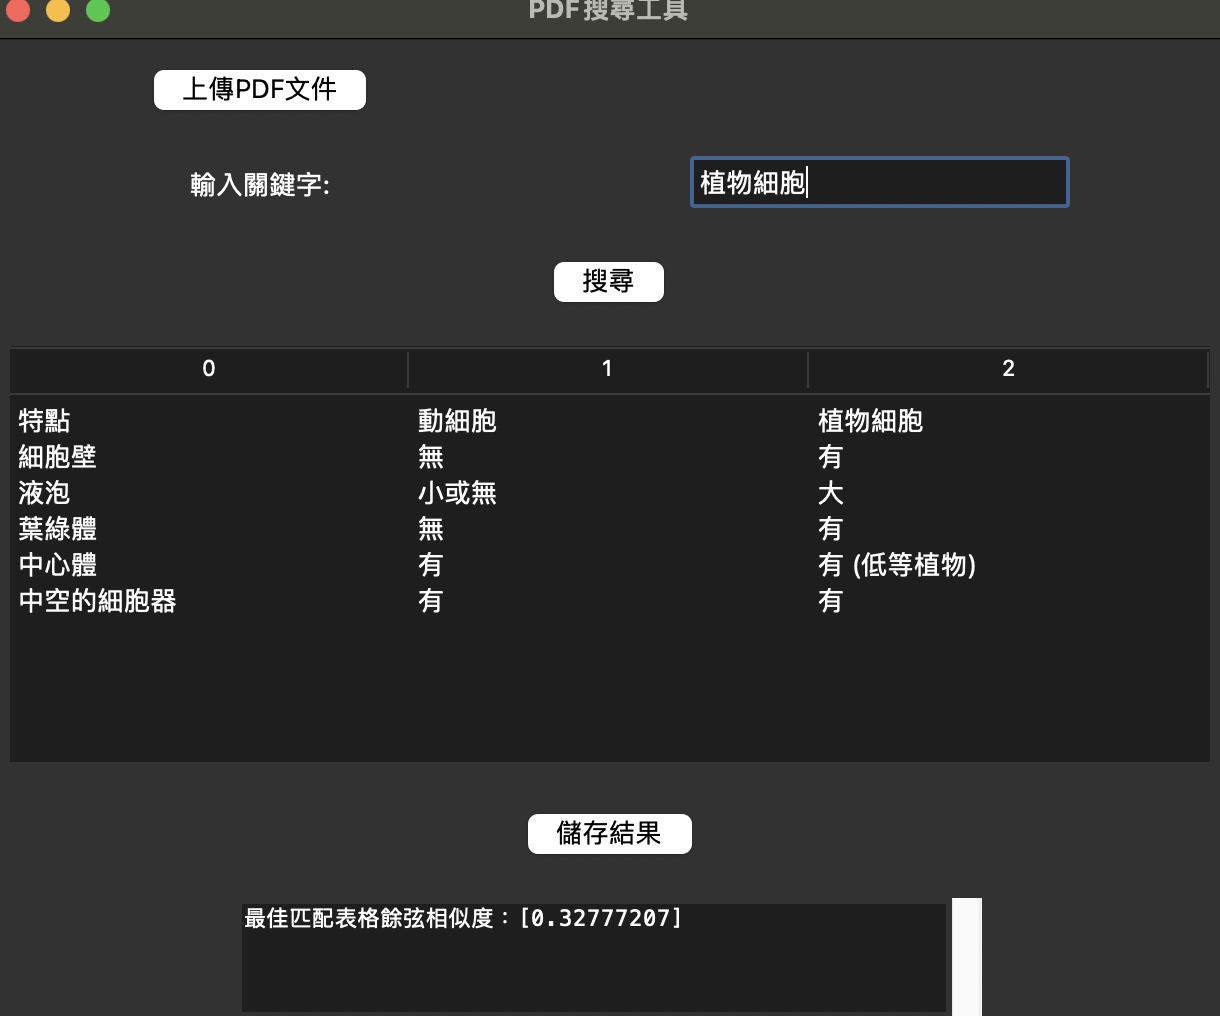 PDF搜尋工具
上傳PDF文件
輸入關鍵字:
植物細胞
搜尋
0 1 2
特點 動細胞 植物細胞
細胞壁 無 有
液泡 小或無 大
葉綠體 無 有
中心體 有 有 (低等植物)
中空的細胞器 有 有
儲存結果
最佳匹配表格餘弦相似度：[0.32777207]